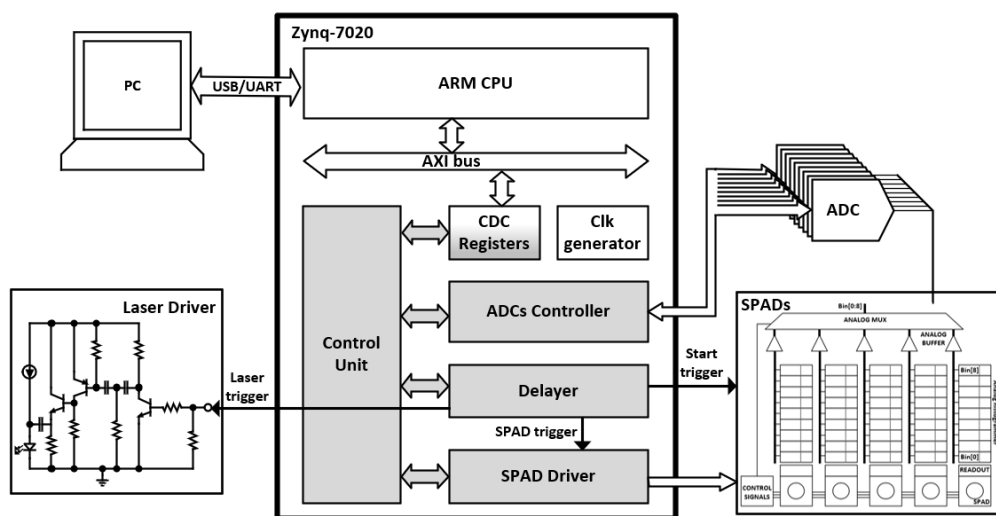 Zynq-7020
PC
USB/UART
ARM CPU
AXI bus
CDC
Registers
Clk
generator
ADC
Laser Driver
Control
Unit
ADCs Controller
SPADs
Bin[0:8]
ANALOG MUX
ANALOG
BUFFER
Laser
trigger
Delayer
Start
trigger
Bin[8]
SPAD trigger
Bin[0]
SPAD Driver
CONTROL
SIGNALS
READOUT
SPAD